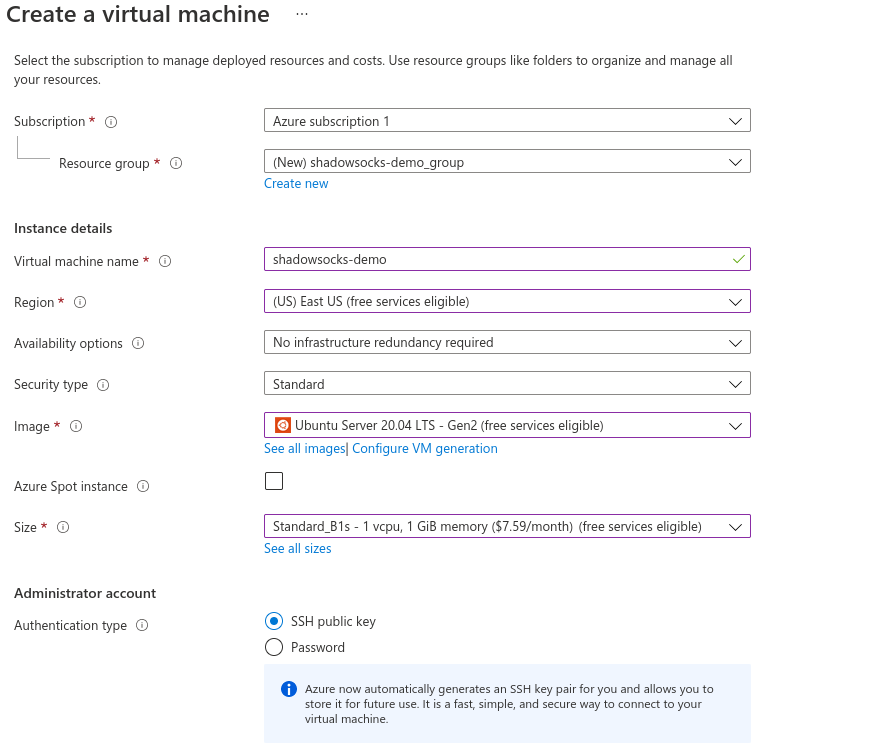 Create a virtual machine ...
Select the subscription to manage deployed resources and costs. Use resource groups like folders to organize and manage all
your resources.
Subscription *
Azure subscription 1
Resource group *
(New) shadowsocks-demo_group
Create new
Instance details
Virtual machine name *
shadowsocks-demo
Region *
(US) East US (free services eligible)
Availability options
No infrastructure redundancy required
Security type
Standard
Image *
Ubuntu Server 20.04 LTS - Gen2 (free services eligible)
See all images| Configure VM generation
Azure Spot instance
Size *
Standard_B1s - 1 vcpu, 1 GiB memory ($7.59/month) (free services eligible)
See all sizes
Administrator account
Authentication type
SSH public key
Password
Azure now automatically generates an SSH key pair for you and allows you to
store it for future use. It is a fast, simple, and secure way to connect to your
virtual machine.